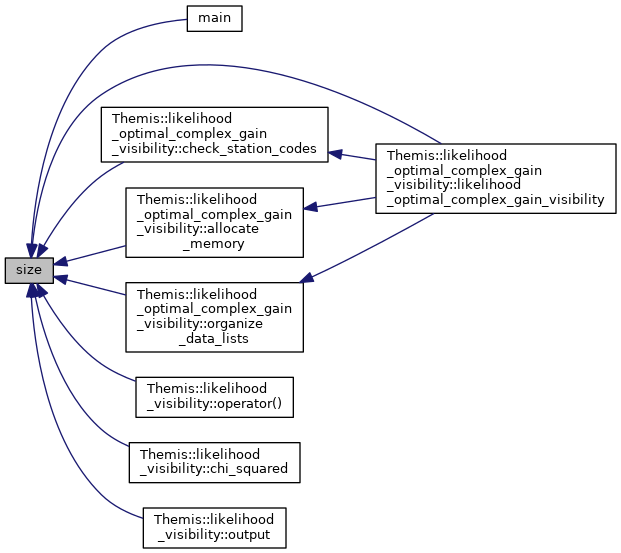 main
Themis::likelihood
_optimal_complex_gain
_visibility::check_station_codes
Themis::likelihood
_optimal_complex_gain
_visibility::likelihood
_optimal_complex_gain_visibility
Themis::likelihood
_optimal_complex_gain
_visibility::allocate
_memory
size
Themis::likelihood
_optimal_complex_gain
_visibility::organize
_data_lists
Themis::likelihood
_visibility::operator()
Themis::likelihood
_visibility::chi_squared
Themis::likelihood
_visibility::output